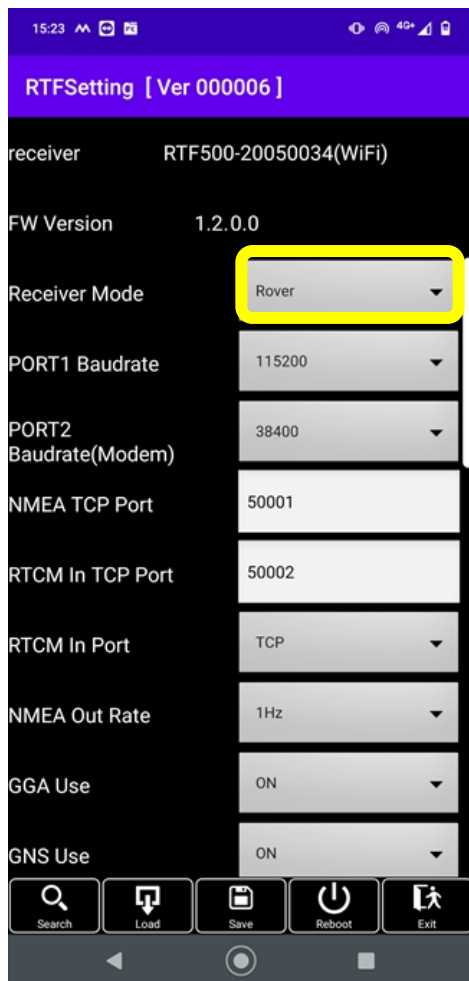 15:23 4G+
RTFSetting [ Ver 000006 ]
receiver RTF500-20050034(WiFi)
FW Version 1.2.0.0
Receiver Mode Rover
PORT1 Baudrate 115200
PORT2
Baudrate(Modem) 38400
NMEA TCP Port 50001
RTCM In TCP Port 50002
RTCM In Port TCP
NMEA Out Rate 1Hz
GGA Use ON
GNS Use ON
Search Load Save Reboot Exit